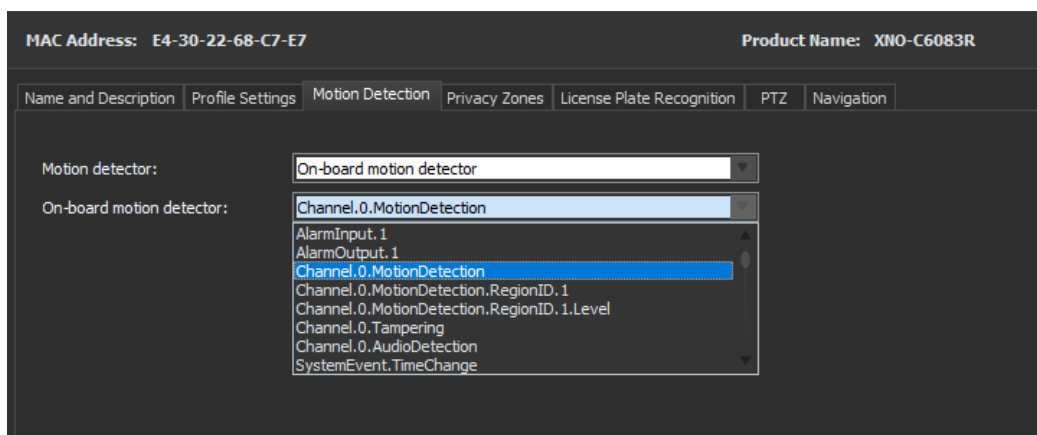 MAC Address: E4-30-22-68-C7-E7 Product Name: XNO-C6083R
Name and Description Profile Settings Motion Detection Privacy Zones License Plate Recognition PTZ Navigation
Motion detector: On-board motion detector
On-board motion detector: Channel.0.MotionDetection
AlarmInput.1
AlarmOutput.1
Channel.0.MotionDetection
Channel.0.MotionDetection.RegionID.1
Channel.0.MotionDetection.RegionID.1.Level
Channel.0.Tampering
Channel.0.AudioDetection
SystemEvent.TimeChange